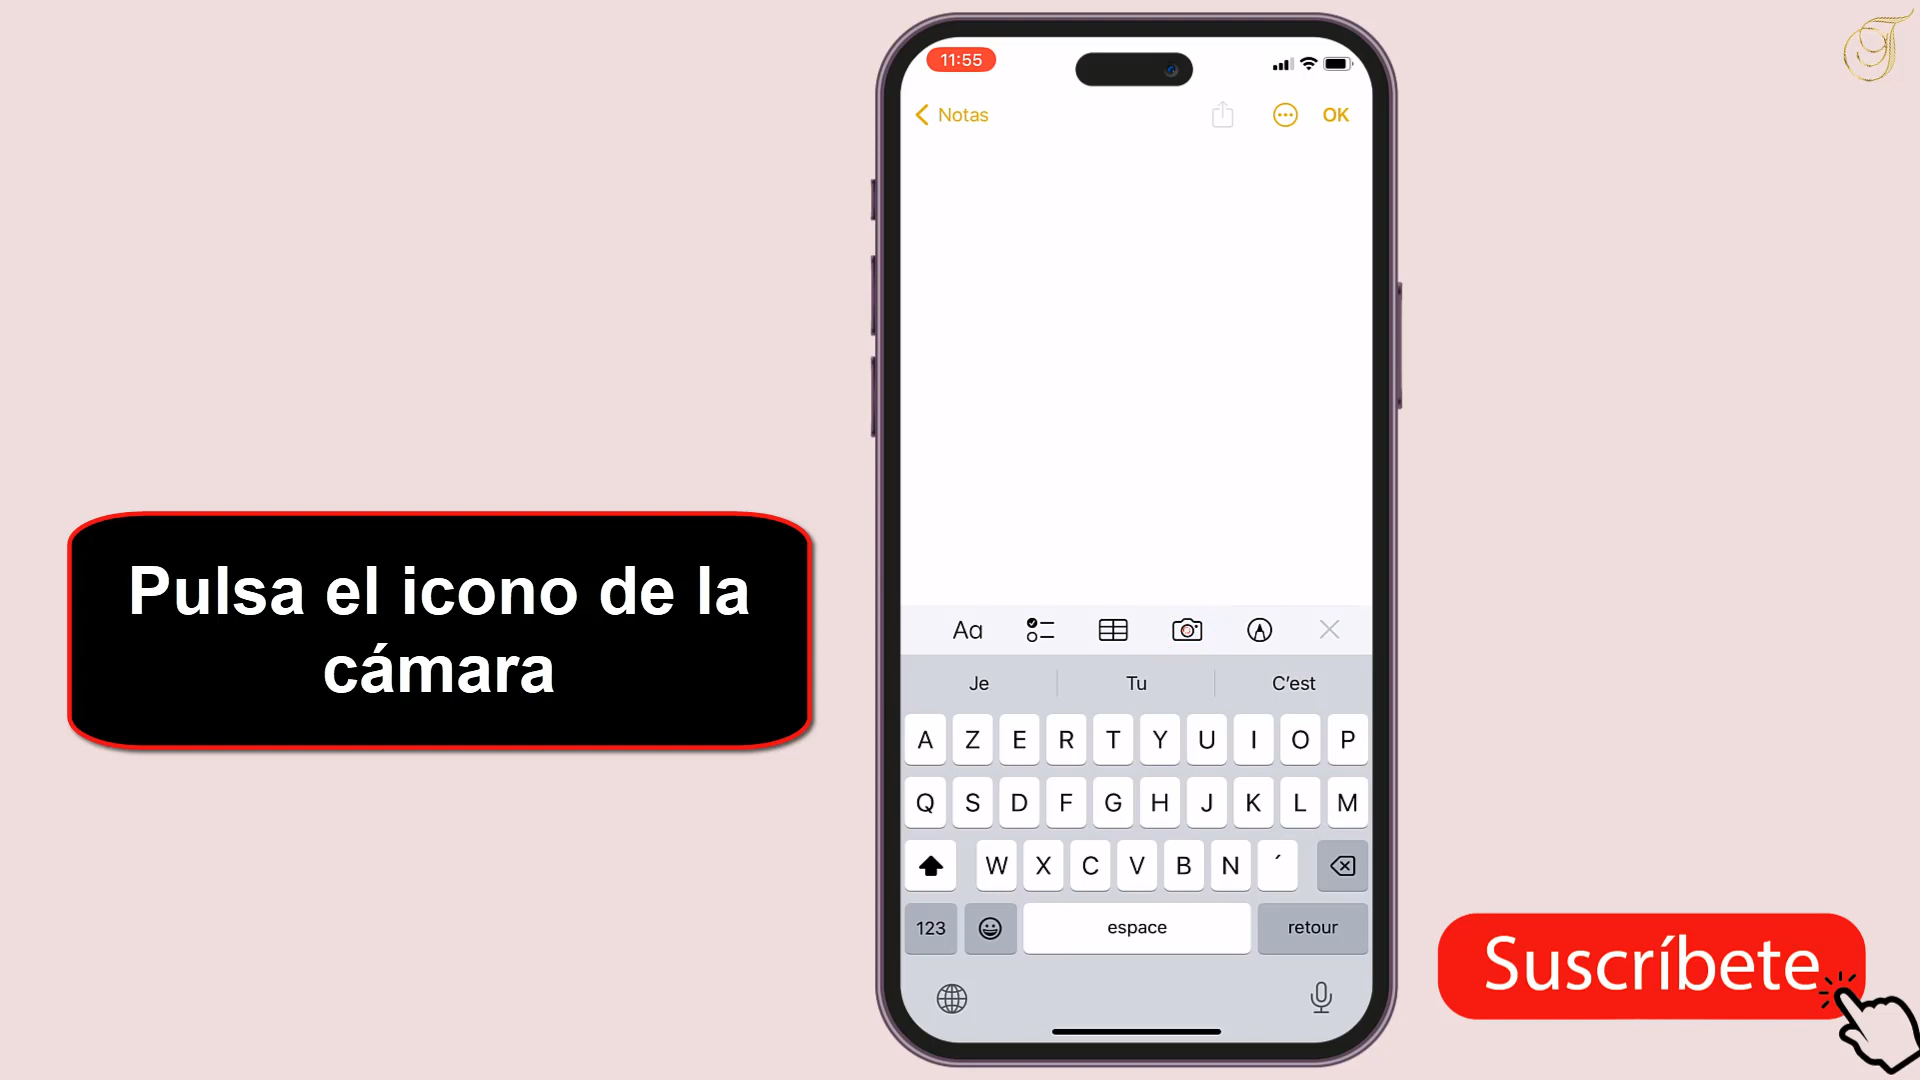 11:55
Notas
OK
Pulsa el icono de la
cámara
Aa
Je Tu C'est
A Z E R T Y U I O P
Q S D F G H J K L M
W X C V B N ´
123 espace retour
Suscríbete